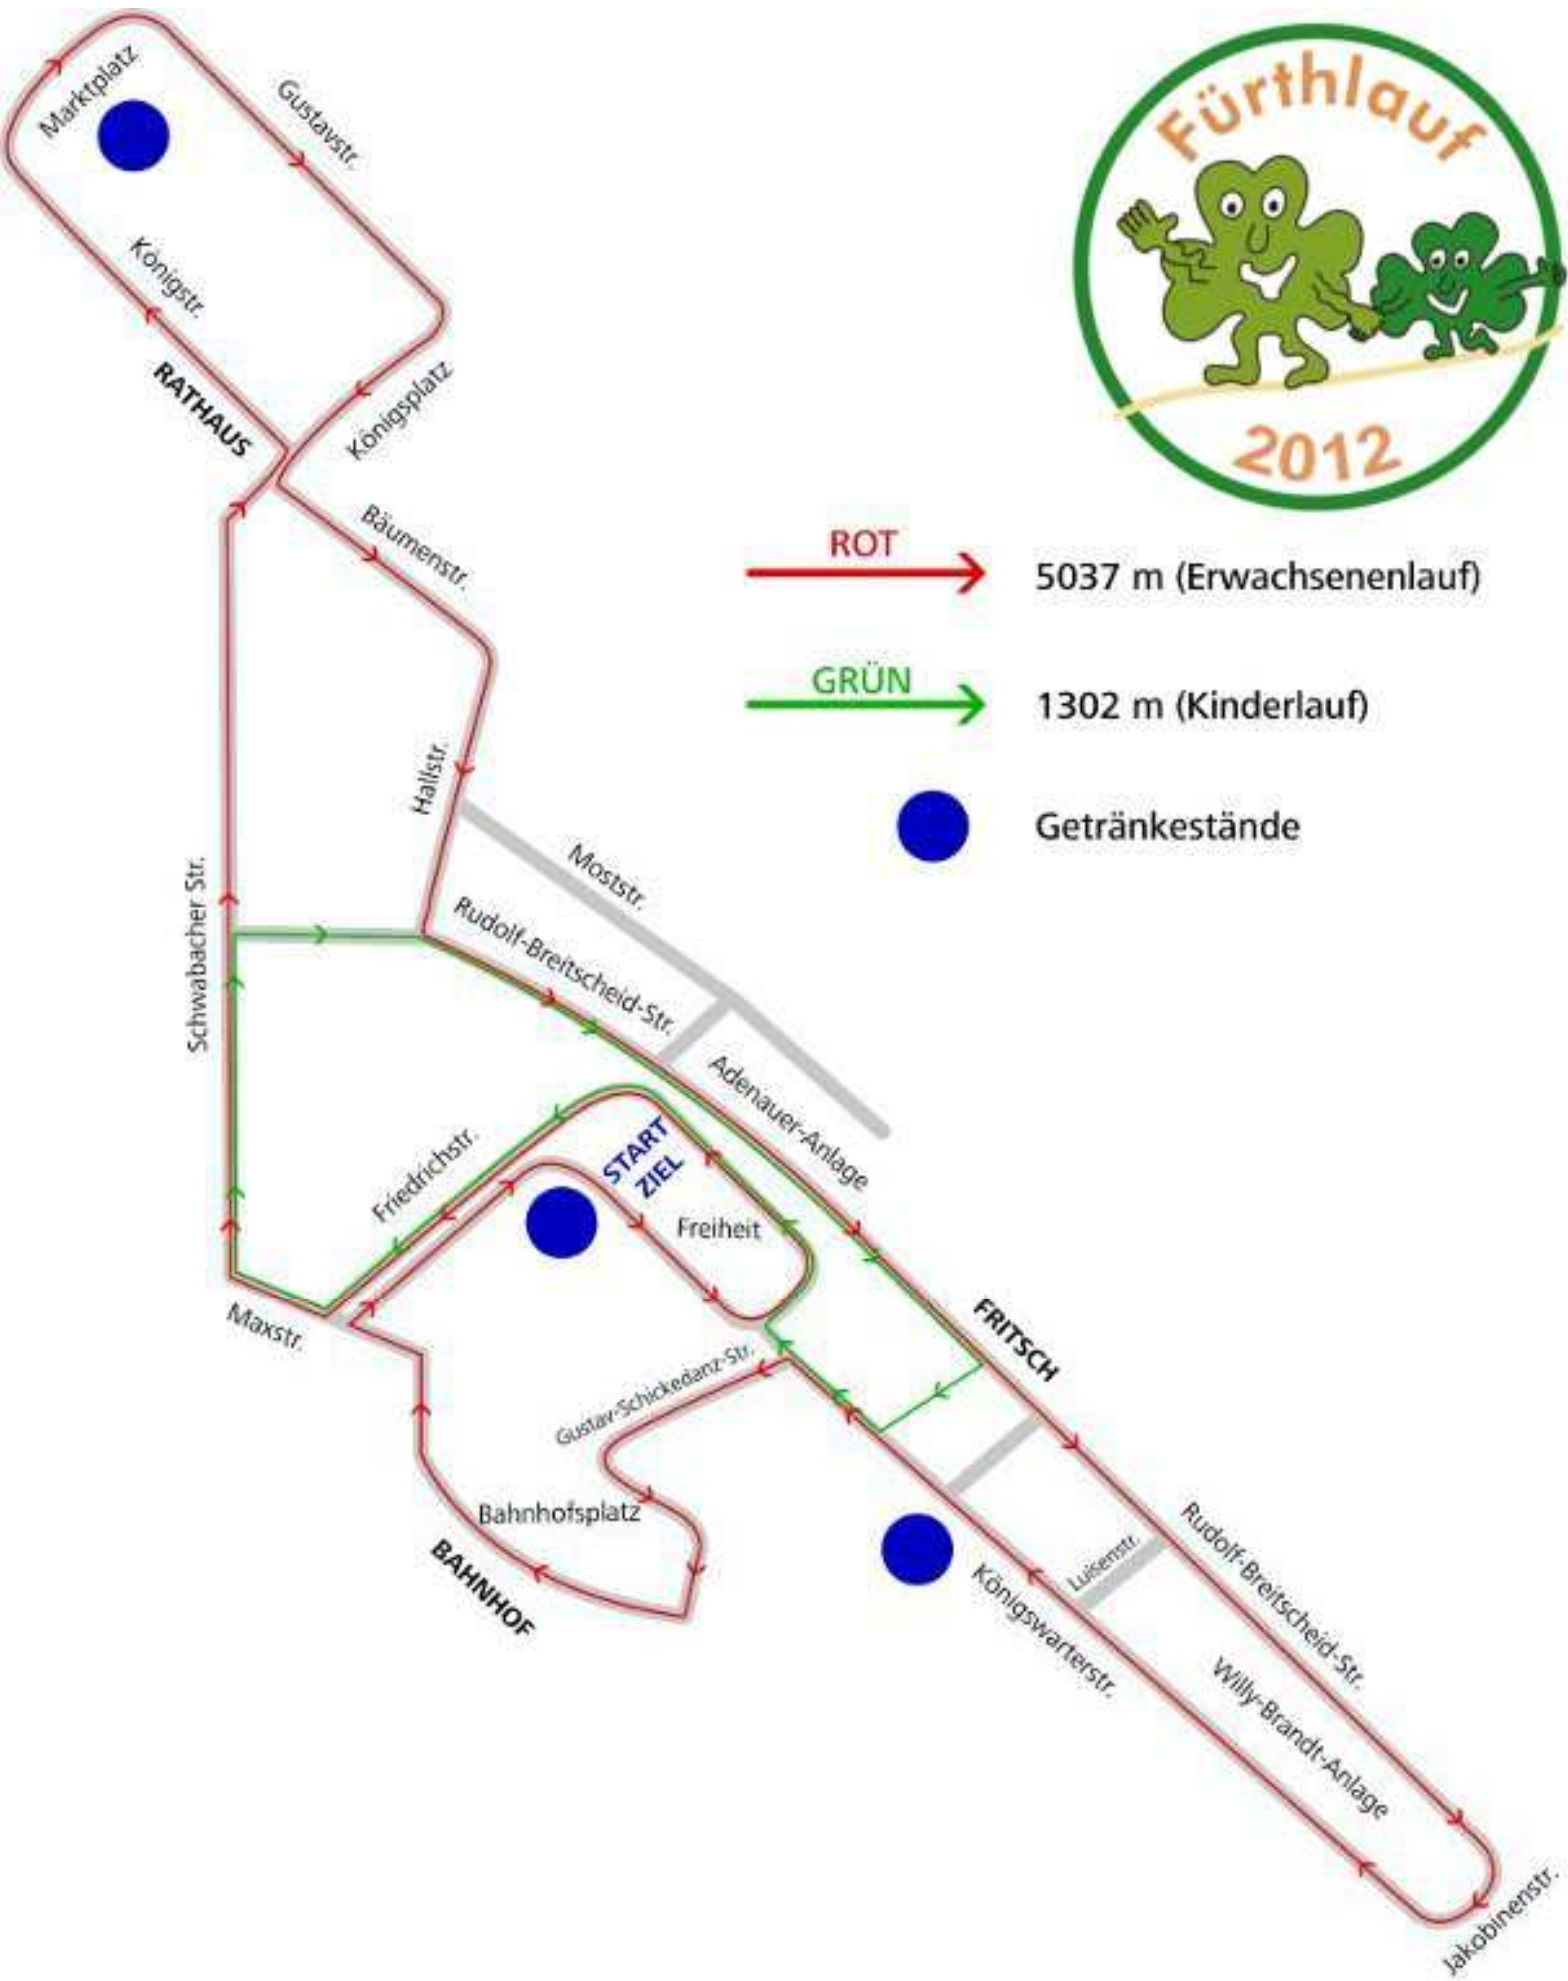 Fürthlauf
2012
Marktplatz
Gustavstr.
Königstr.
RATHAUS
Königsplatz
Bäumenstr.
ROT
5037 m (Erwachsenenlauf)
GRÜN
1302 m (Kinderlauf)
Getränkestände
Hallstr.
Moststr.
Schwabacher Str.
Rudolf-Breitscheid-Str.
Adenauer-Anlage
Friedrichstr.
START
ZIEL
Freiheit
Maxstr.
FRITSCH
Gustav-Schickedanz-Str.
Bahnhofsplatz
BAHNHOF
Luisenstr.
Rudolf-Breitscheid-Str.
Königswarterstr.
Willy-Brandt-Anlage
Jakobinenstr.